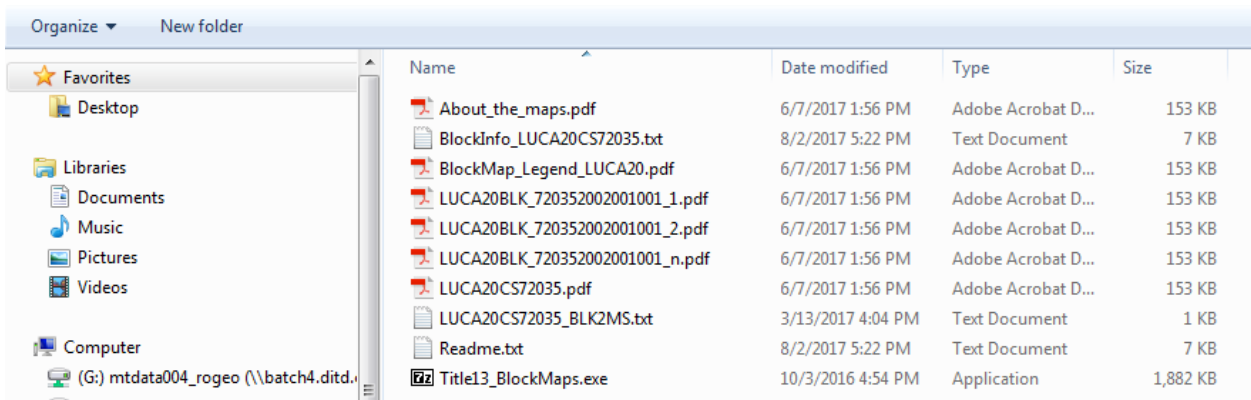 Organize New folder
Favorites
Desktop
Libraries
Documents
Music
Pictures
Videos
Computer
(G:) mtdata004_rogeo (\\batch4.ditd.
Name Date modified Type Size
About_the_maps.pdf 6/7/2017 1:56 PM Adobe Acrobat D... 153 KB
BlockInfo_LUCA20CS72035.txt 8/2/2017 5:22 PM Text Document 7 KB
BlockMap_Legend_LUCA20.pdf 6/7/2017 1:56 PM Adobe Acrobat D... 153 KB
LUCA20BLK_720352002001001_1.pdf 6/7/2017 1:56 PM Adobe Acrobat D... 153 KB
LUCA20BLK_720352002001001_2.pdf 6/7/2017 1:56 PM Adobe Acrobat D... 153 KB
LUCA20BLK_720352002001001_n.pdf 6/7/2017 1:56 PM Adobe Acrobat D... 153 KB
LUCA20CS72035.pdf 6/7/2017 1:56 PM Adobe Acrobat D... 153 KB
LUCA20CS72035_BLK2MS.txt 3/13/2017 4:04 PM Text Document 1 KB
Readme.txt 8/2/2017 5:22 PM Text Document 7 KB
7z Title13_BlockMaps.exe 10/3/2016 4:54 PM Application 1,882 KB